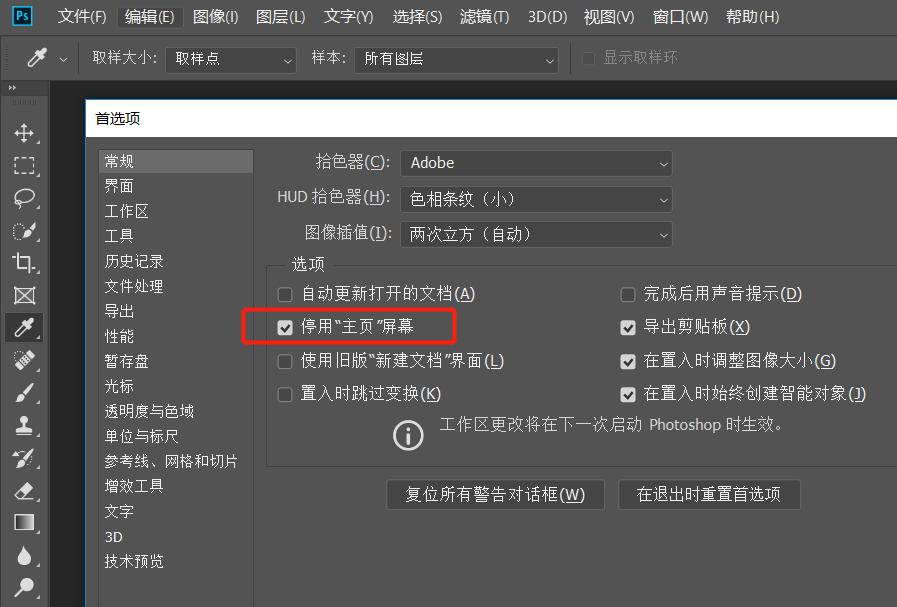 Ps 文件(F) 编辑(E) 图像(I) 图层(L) 文字(Y) 选择(S) 滤镜(T) 3D(D) 视图(V) 窗口(W) 帮助(H)
取样大小: 取样点 样本: 所有图层 显示取样环
首选项
常规
界面
工作区
工具
历史记录
文件处理
导出
性能
暂存盘
光标
透明度与色域
单位与标尺
参考线、网格和切片
增效工具
文字
3D
技术预览
拾色器(C): Adobe
HUD 拾色器(H): 色相条纹（小）
图像插值(I): 两次立方（自动）
选项
自动更新打开的文档(A)
停用“主页”屏幕
使用旧版“新建文档”界面(L)
置入时跳过变换(K)
完成后用声音提示(D)
导出剪贴板(X)
在置入时调整图像大小(G)
在置入时始终创建智能对象(J)
工作区更改将在下一次启动 Photoshop 时生效。
复位所有警告对话框(W) 在退出时重置首选项